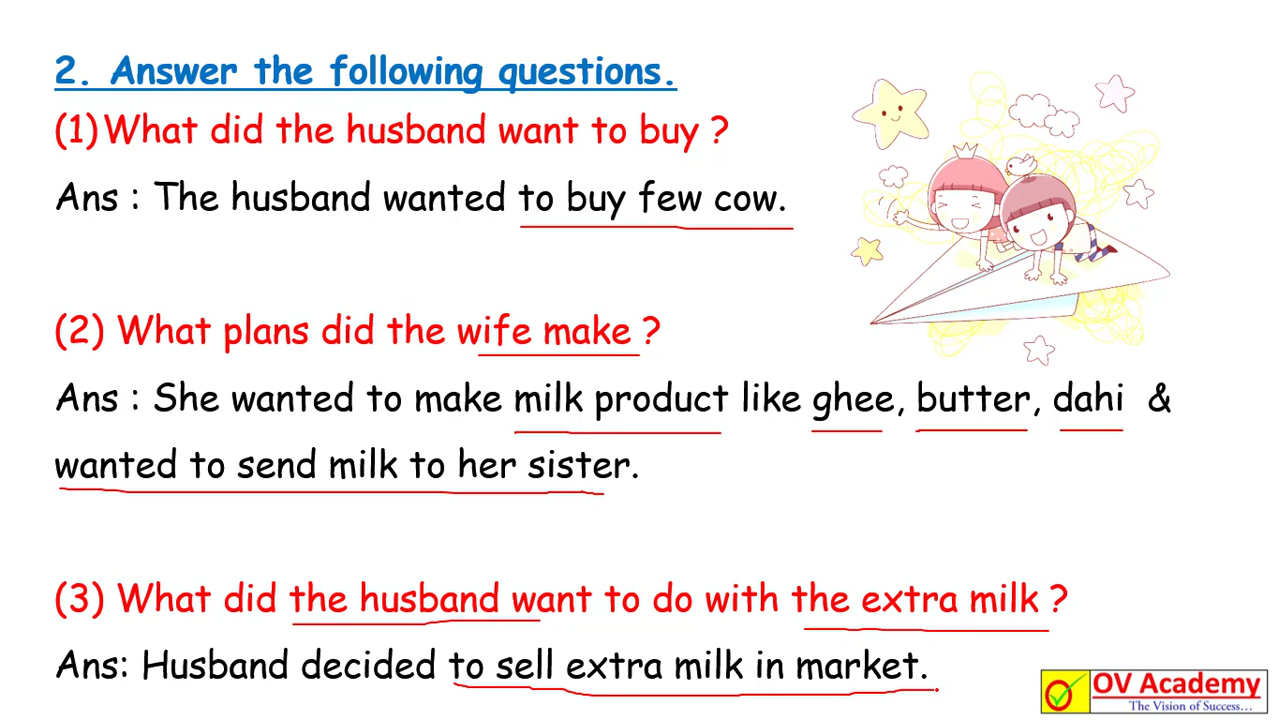 2. Answer the following questions.
(1)What did the husband want to buy ?
Ans : The husband wanted to buy few cow.
(2) What plans did the wife make ?
Ans : She wanted to make milk product like ghee, butter, dahi &
wanted to send milk to her sister.
(3) What did the husband want to do with the extra milk ?
Ans: Husband decided to sell extra milk in market.
OV Academy
The Vision of Success...